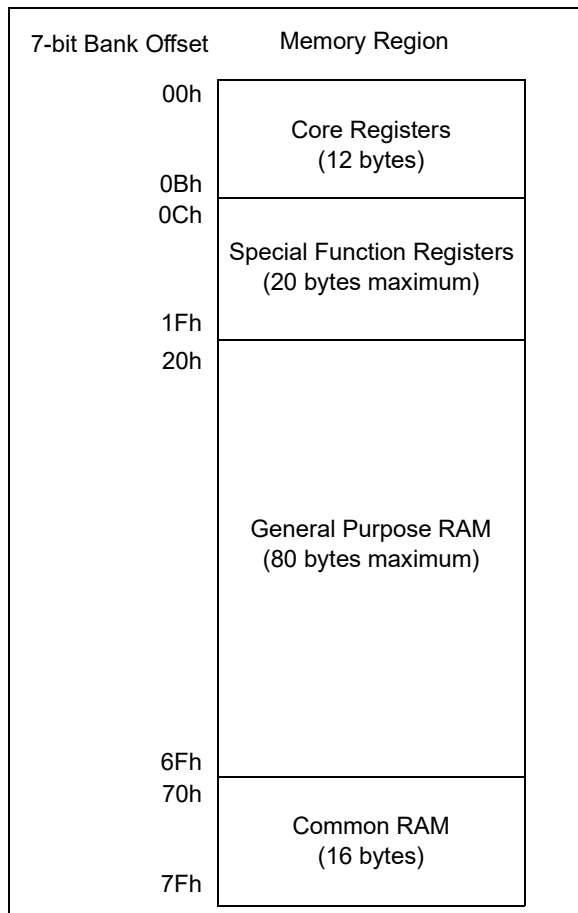 7-bit Bank Offset Memory Region
00h
Core Registers
(12 bytes)
0Bh
0Ch
Special Function Registers
(20 bytes maximum)
1Fh
20h
General Purpose RAM
(80 bytes maximum)
6Fh
70h
Common RAM
(16 bytes)
7Fh